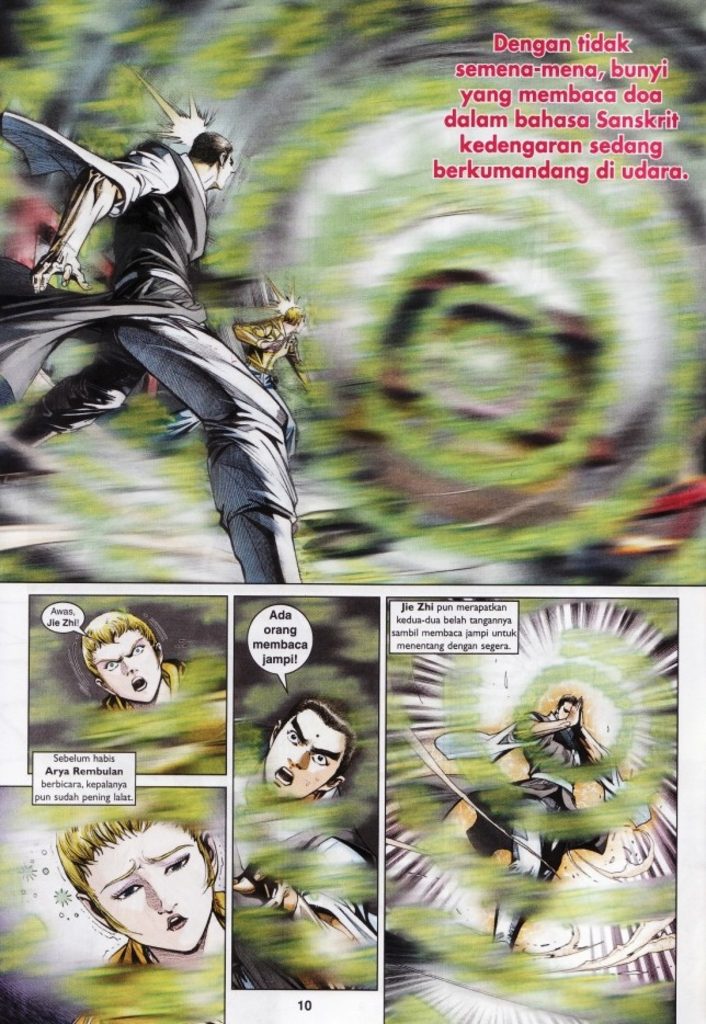 Dengan tidak
semena-mena, bunyi
yang membaca doa
dalam bahasa Sanskrit
kedengaran sedang
berkumandang di udara.
Awas,
Jie Zhi!
Sebelum habis
Arya Rembulan
berbicara, kepalanya
pun sudah pening lalat.
Ada
orang
membaca
jampi!
Jie Zhi pun merapatkan
kedua-dua belah tangannya
sambil membaca jampi untuk
menentang dengan segera.
10